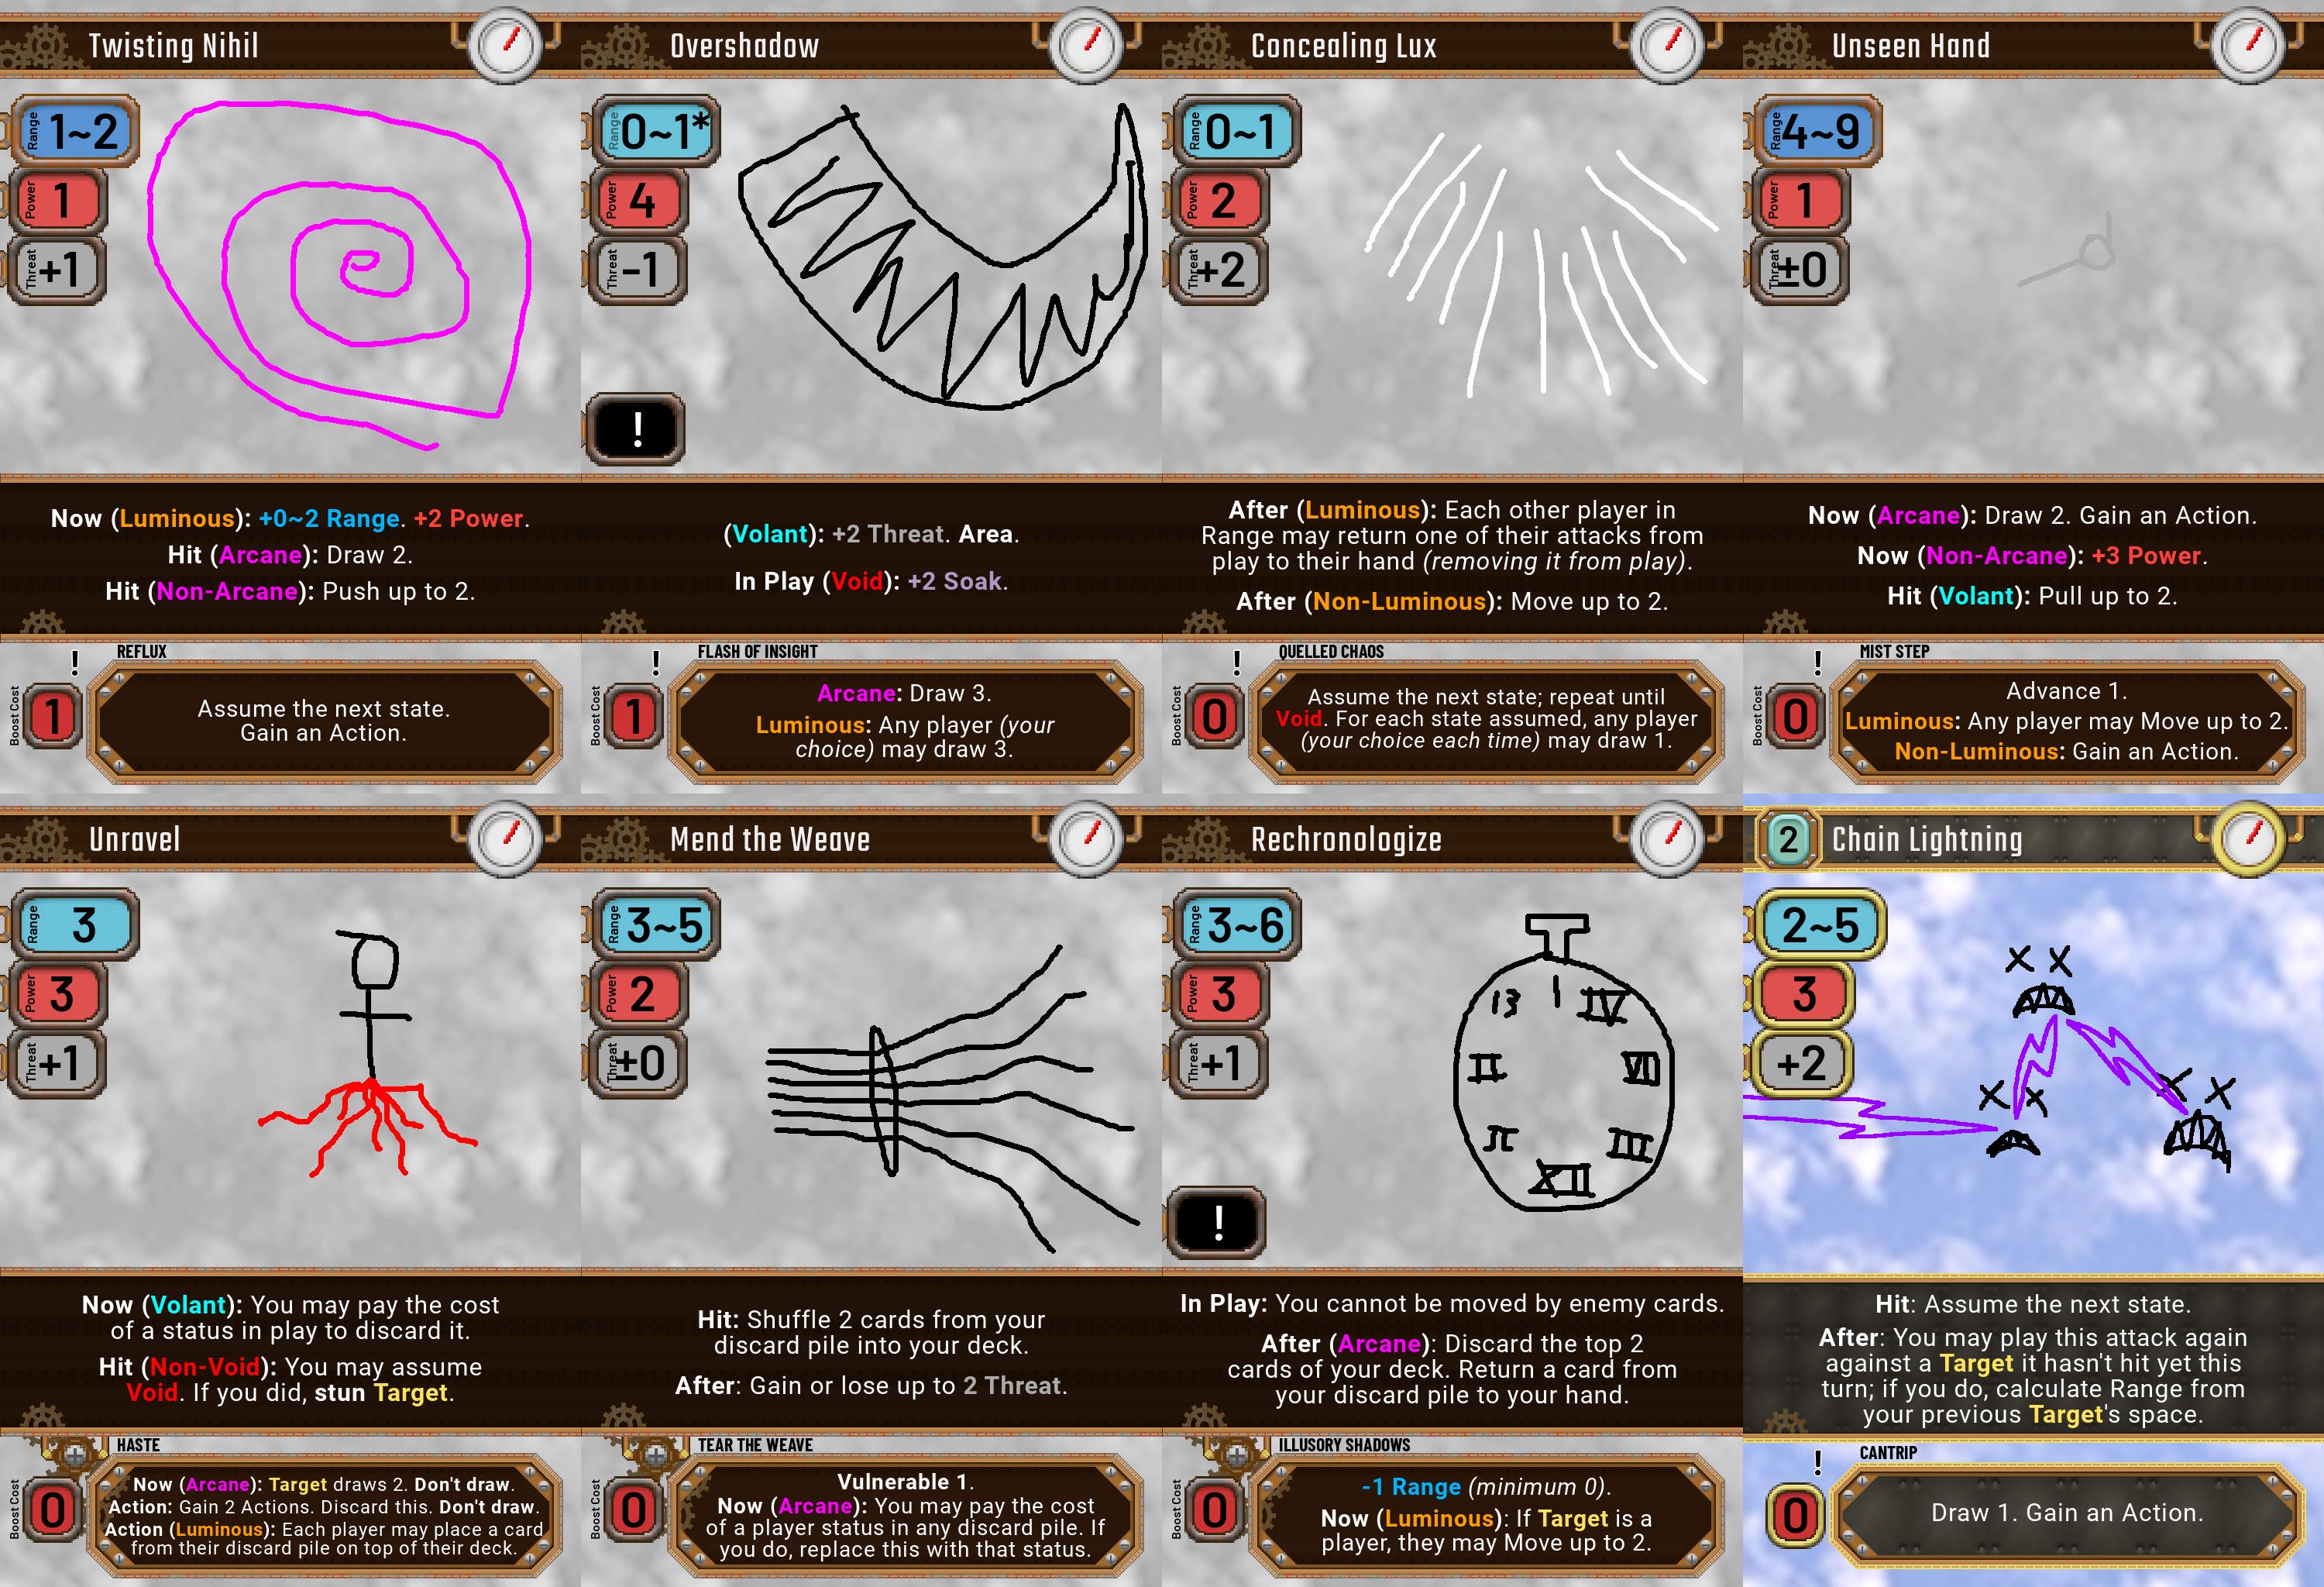 Twisting Nihil
Range 1~2
Power 1
Threat +1
Now (Luminous): +0~2 Range. +2 Power.
Hit (Arcane): Draw 2.
Hit (Non-Arcane): Push up to 2.
!
REFLUX
Boost Cost 1
Assume the next state.
Gain an Action.
Overshadow
Range 0~1*
Power 4
Threat -1
!
(Volant): +2 Threat. Area.
In Play (Void): +2 Soak.
!
FLASH OF INSIGHT
Boost Cost 1
Arcane: Draw 3.
Luminous: Any player (your
choice) may draw 3.
Concealing Lux
Range 0~1
Power 2
Threat +2
After (Luminous): Each other player in
Range may return one of their attacks from
play to their hand (removing it from play).
After (Non-Luminous): Move up to 2.
!
QUELLED CHAOS
Boost Cost 0
Assume the next state; repeat until
Void. For each state assumed, any player
(your choice each time) may draw 1.
Unseen Hand
Range 4~9
Power 1
Threat ±0
Now (Arcane): Draw 2. Gain an Action.
Now (Non-Arcane): +3 Power.
Hit (Volant): Pull up to 2.
!
MIST STEP
Boost Cost 0
Advance 1.
Luminous: Any player may Move up to 2.
Non-Luminous: Gain an Action.
Unravel
Range 3
Power 3
Threat +1
Now (Volant): You may pay the cost
of a status in play to discard it.
Hit (Non-Void): You may assume
Void. If you did, stun Target.
HASTE
Boost Cost 0
Now (Arcane): Target draws 2. Don't draw.
Action: Gain 2 Actions. Discard this. Don't draw.
Action (Luminous): Each player may place a card
from their discard pile on top of their deck.
Mend the Weave
Range 3~5
Power 2
Threat ±0
Hit: Shuffle 2 cards from your
discard pile into your deck.
After: Gain or lose up to 2 Threat.
TEAR THE WEAVE
Boost Cost 0
Vulnerable 1.
Now (Arcane): You may pay the cost
of a player status in any discard pile. If
you do, replace this with that status.
Rechronologize
Range 3~6
Power 3
Threat +1
13 I IV
II VII
II III
XII
!
In Play: You cannot be moved by enemy cards.
After (Arcane): Discard the top 2
cards of your deck. Return a card from
your discard pile to your hand.
ILLUSORY SHADOWS
Boost Cost 0
-1 Range (minimum 0).
Now (Luminous): If Target is a
player, they may Move up to 2.
2 Chain Lightning
2~5
3
+2
Hit: Assume the next state.
After: You may play this attack again
against a Target it hasn't hit yet this
turn; if you do, calculate Range from
your previous Target's space.
!
CANTRIP
0
Draw 1. Gain an Action.